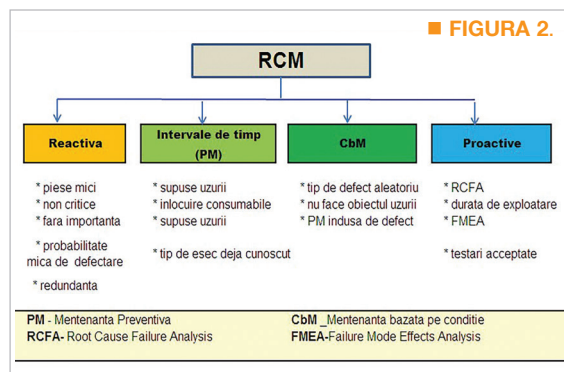 ■ FIGURA 2.
RCM
Reactiva
Intervale de timp
(PM)
CbM
Proactive
* piese mici
* non critice
* fara importanta
* probabilitate
mica de defectare
* redundanta
* supuse uzurii
* inlocuire consumabile
* supuse uzurii
* tip de esec deja cunoscut
* tip de defect aleatoriu
* nu face obiectul uzurii
* PM indusa de defect
* RCFA
* durata de exploatare
* FMEA
* testari acceptate
PM - Mentenanta Preventiva
CbM _Mentenanta bazata pe conditie
RCFA- Root Cause Failure Analysis
FMEA-Failure Mode Effects Analysis